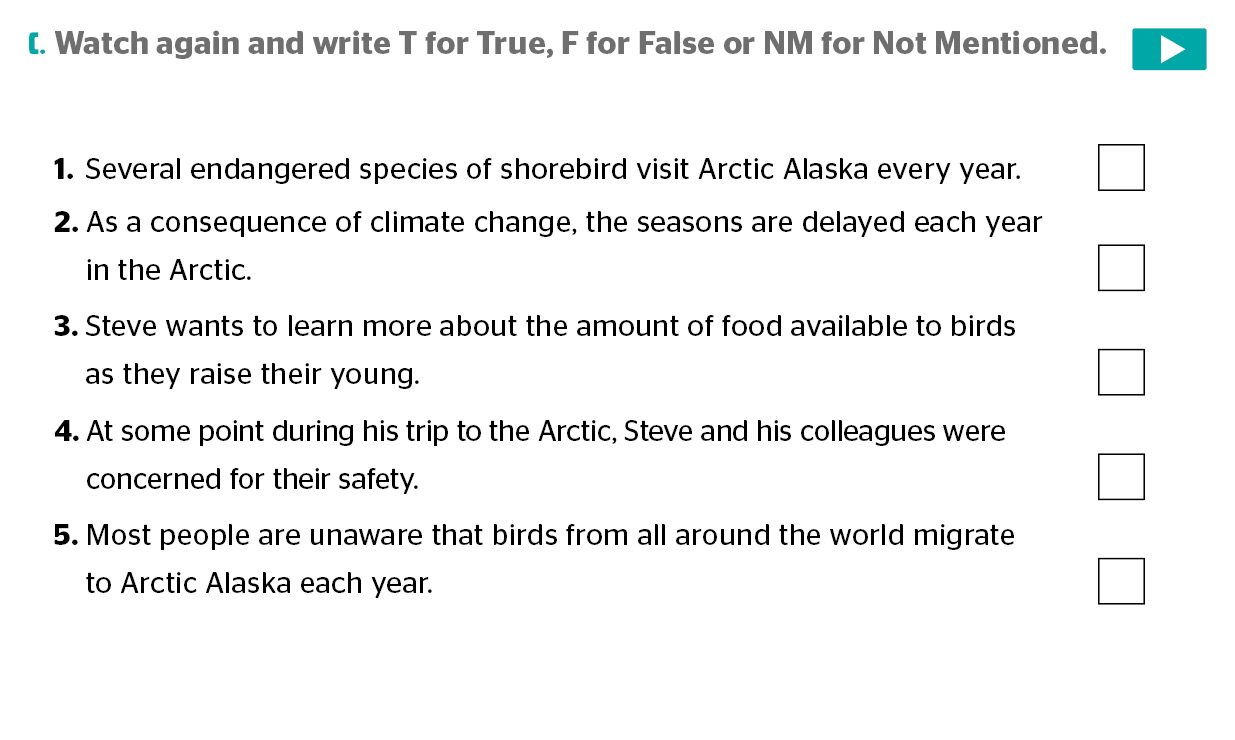 C. Watch again and write T for True, F for False or NM for Not Mentioned.
1. Several endangered species of shorebird visit Arctic Alaska every year.
2. As a consequence of climate change, the seasons are delayed each year
in the Arctic.
3. Steve wants to learn more about the amount of food available to birds
as they raise their young.
4. At some point during his trip to the Arctic, Steve and his colleagues were
concerned for their safety.
5. Most people are unaware that birds from all around the world migrate
to Arctic Alaska each year.